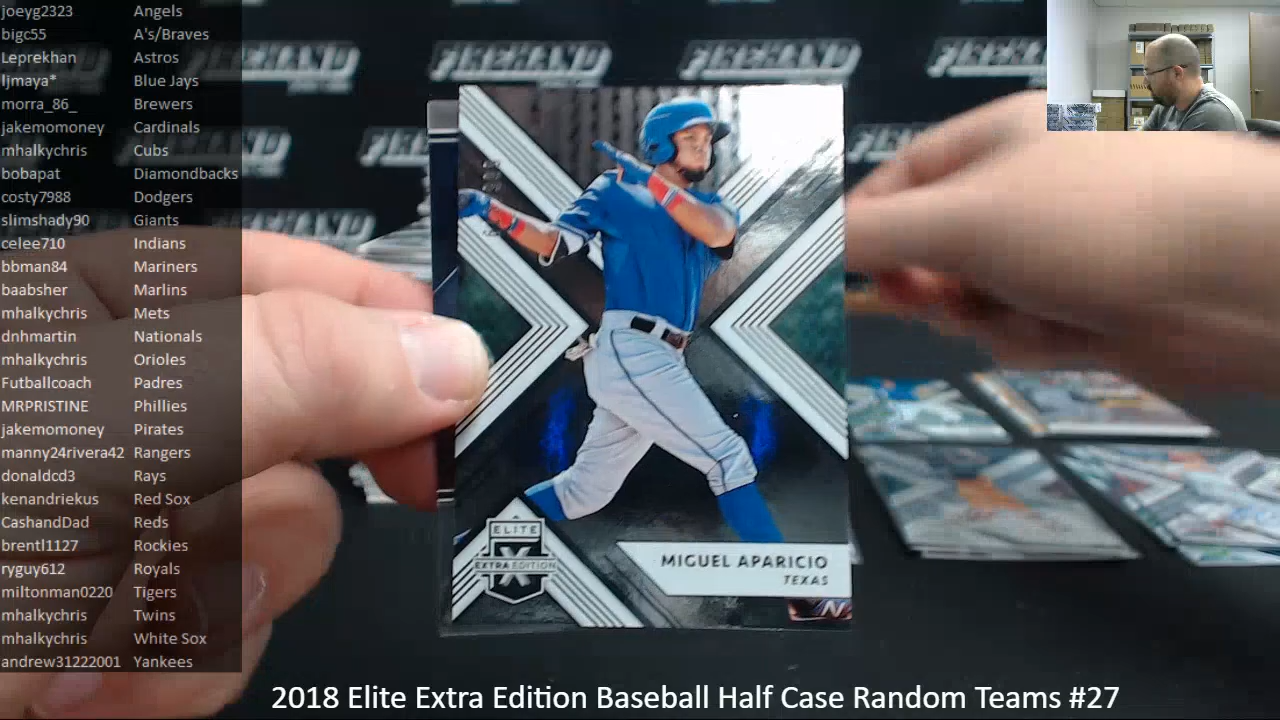 joeyg2323 Angels
bigc55 A's/Braves
Leprekhan Astros
ljmaya* Blue Jays
morra_86_ Brewers
jakemomoney Cardinals
mhalkychris Cubs
bobapat Diamondbacks
costy7988 Dodgers
slimshady90 Giants
celee710 Indians
bbman84 Mariners
baabsher Marlins
mhalkychris Mets
dnhmartin Nationals
mhalkychris Orioles
Futballcoach Padres
MRPRISTINE Phillies
jakemomoney Pirates
manny24rivera42 Rangers
donaldcd3 Rays
kenandriekus Red Sox
CashandDad Reds
brentl1127 Rockies
ryguy612 Royals
miltonman0220 Tigers
mhalkychris Twins
mhalkychris White Sox
andrew31222001 Yankees
FIREHAND FIREHAND FIREHAND
ELITE
X
EXTRA EDITION
MIGUEL APARICIO
TEXAS
2018 Elite Extra Edition Baseball Half Case Random Teams #27